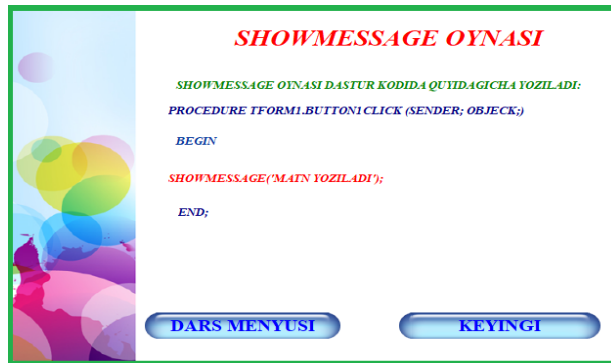 SHOWMESSAGE OYNASI
SHOWMESSAGE OYNASI DASTUR KODIDA QUYIDAGICHA YOZILADI:
PROCEDURE TFORM1.BUTTON1CLICK (SENDER; OBJECK;)
BEGIN
SHOWMESSAGE('MATN YOZILADI');
END;
DARS MENYUSI
KEYINGI